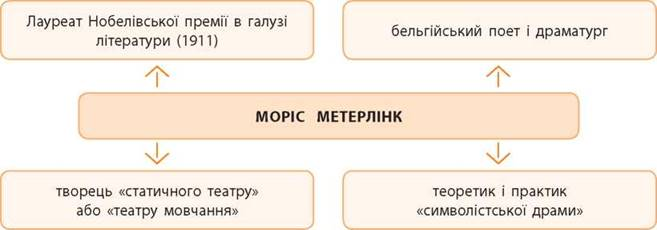 Лауреат Нобелівської премії в галузі
літератури (1911)
бельгійський поет і драматург
МОРІС МЕТЕРЛІНК
творець «статичного театру»
або «театру мовчання»
теоретик і практик
«символістської драми»